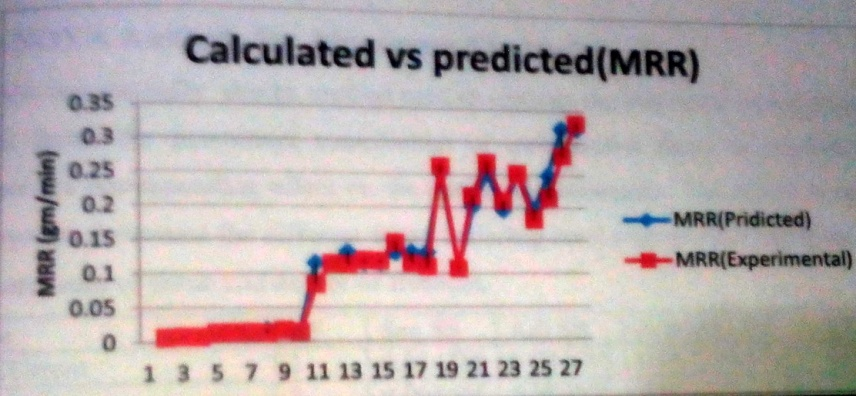 Calculated vs predicted(MRR)
0.35
0.3
0.25
0.2
0.15
0.1
0.05
0
MRR (gm/min)
1 3 5 7 9 11 13 15 17 19 21 23 25 27
MRR(Pridicted)
MRR(Experimental)